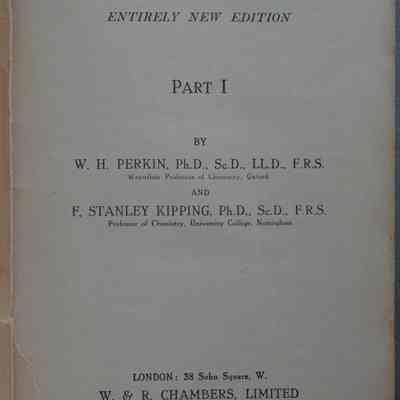 ENTIRELY NEW EDITION
PART I
BY
W. H. PERKIN, Ph.D., Sc.D., LL.D., F.R.S.
Waynflete Professor of Chemistry, Oxford
AND
F. STANLEY KIPPING, Ph.D., Sc.D., F.R.S.
Professor of Chemistry, University College, Nottingham
LONDON: 38 Soho Square, W.
W. & R. CHAMBERS, LIMITED